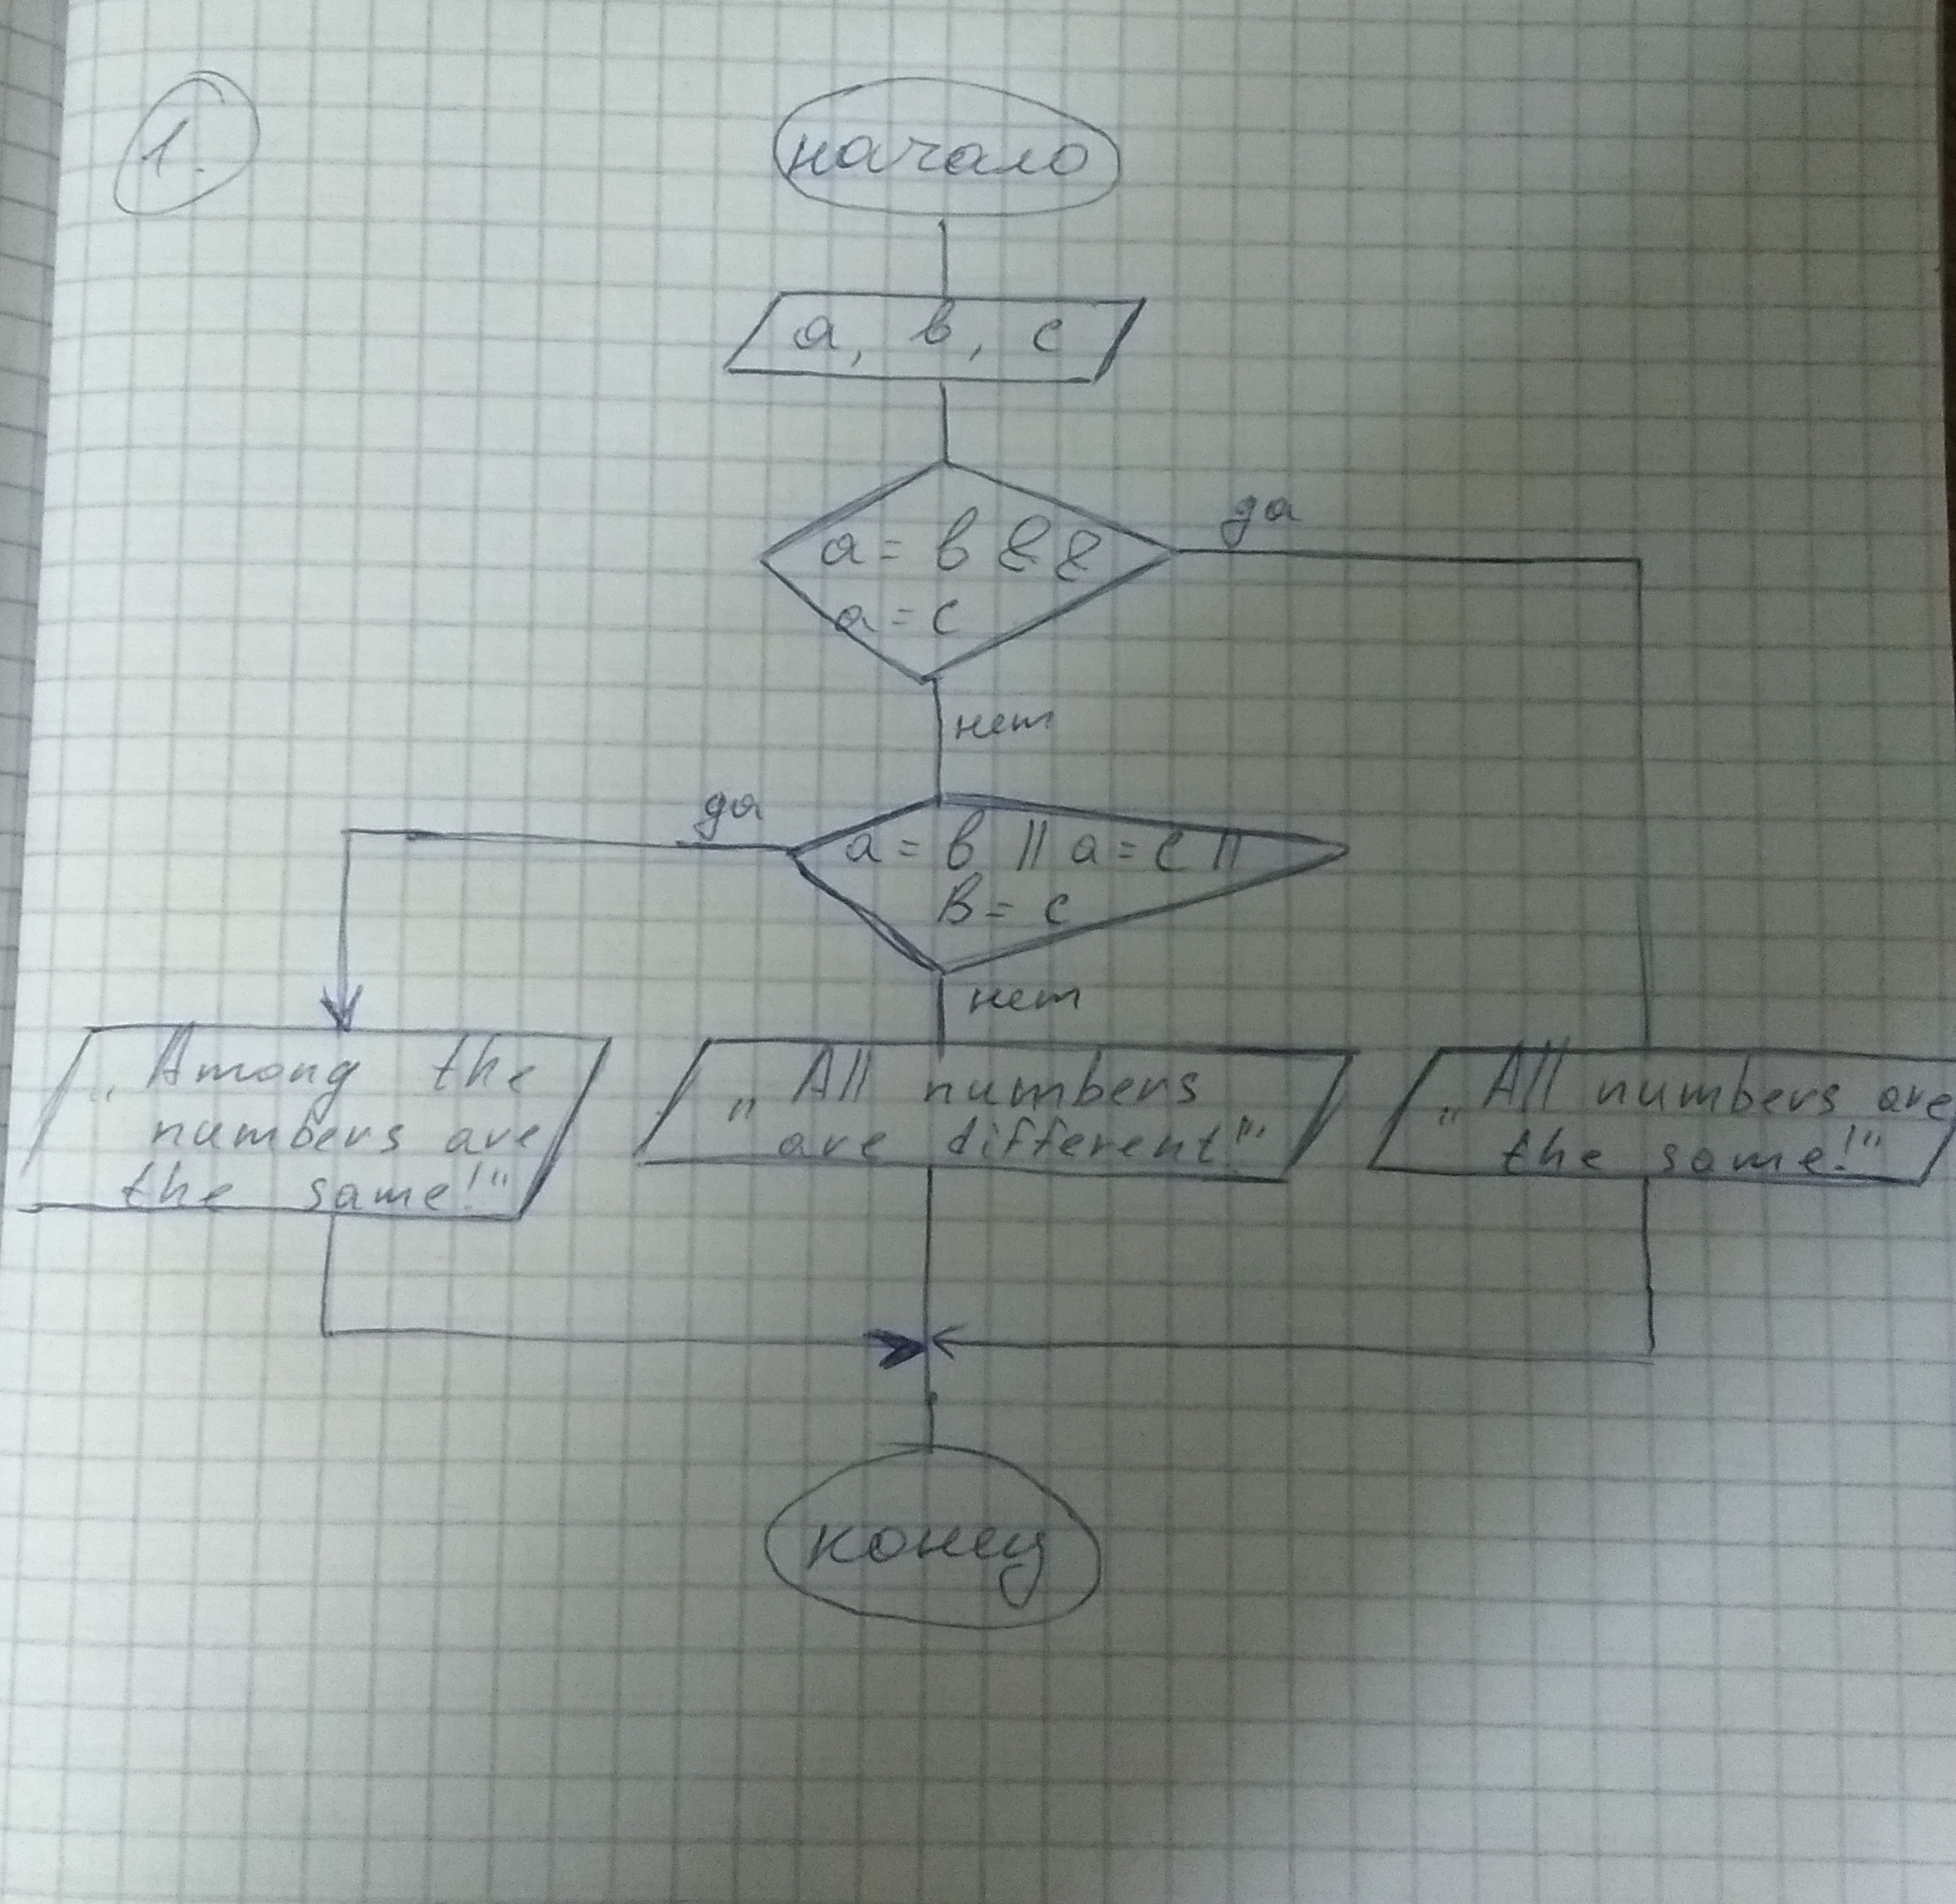 1.
начало
a, в, c
a = в &&
a = c
да
нет
да
a = в || a = c ||
в = c
нет
„Among the
numbers are
the same!"
„All numbers
are different!"
„All numbers are
the same!"
конец